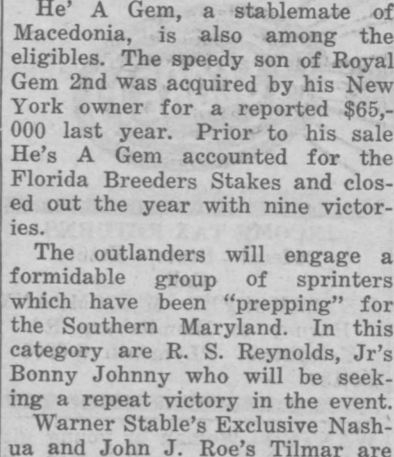 He' A Gem, a stablemate of
Macedonia, is also among the
eligibles. The speedy son of Royal
Gem 2nd was acquired by his New
York owner for a reported $65,-
000 last year. Prior to his sale
He's A Gem accounted for the
Florida Breeders Stakes and clos-
ed out the year with nine victor-
ies.
The outlanders will engage a
formidable group of sprinters
which have been "prepping" for
the Southern Maryland. In this
category are R. S. Reynolds, Jr's
Bonny Johnny who will be seek-
ing a repeat victory in the event.
Warner Stable's Exclusive Nash-
ua and John J. Roe's Tilmar are